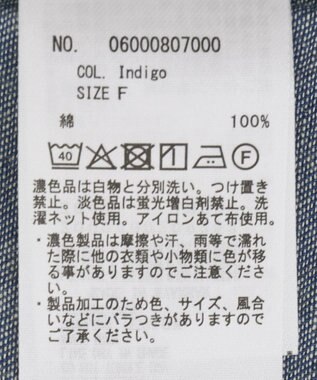 NO. 06000807000
COL. Indigo
SIZE F
綿 100%
40 F
濃色品は白物と分別洗い。つけ置き
禁止。淡色品は蛍光増白剤禁止。洗
濯ネット使用。アイロンあて布使用。
・濃色製品は摩擦や汗、雨等で濡れ
た際に他の衣類や小物類に色が移
る事がありますのでご注意くださ
い。
・製品加工のため色、サイズ、風合
いなどにバラつきがありますので
ご了承ください。